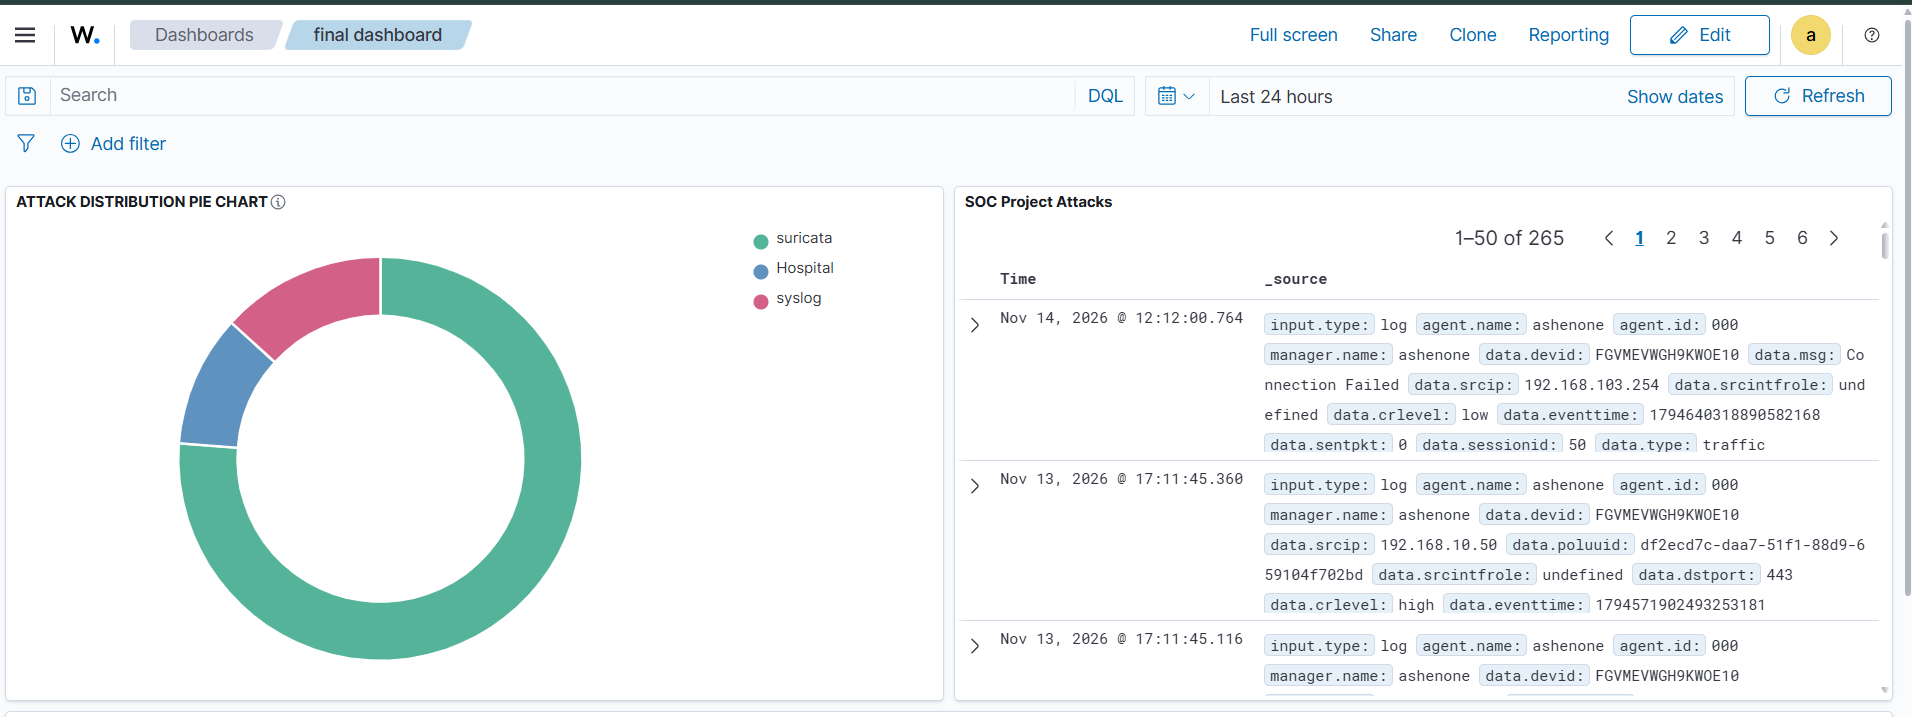 W.
Dashboards
final dashboard
Full screen
Share
Clone
Reporting
Edit
a
Search
DQL
Last 24 hours
Show dates
Refresh
Add filter
ATTACK DISTRIBUTION PIE CHART
suricata
Hospital
syslog
SOC Project Attacks
1–50 of 265
1 2 3 4 5 6
Time _source
Nov 14, 2026 @ 12:12:00.764
input.type: log agent.name: ashenone agent.id: 000
manager.name: ashenone data.devid: FGVMEVWGH9KWOE10 data.msg: Co
nnection Failed data.srcip: 192.168.103.254 data.srcintfrole: und
efined data.crlevel: low data.eventtime: 1794640318890582168
data.sentpkt: 0 data.sessionid: 50 data.type: traffic
Nov 13, 2026 @ 17:11:45.360
input.type: log agent.name: ashenone agent.id: 000
manager.name: ashenone data.devid: FGVMEVWGH9KWOE10
data.srcip: 192.168.10.50 data.poluuid: df2ecd7c-daa7-51f1-88d9-6
59104f702bd data.srcintfrole: undefined data.dstport: 443
data.crlevel: high data.eventtime: 1794571902493253181
Nov 13, 2026 @ 17:11:45.116
input.type: log agent.name: ashenone agent.id: 000
manager.name: ashenone data.devid: FGVMEVWGH9KWOE10